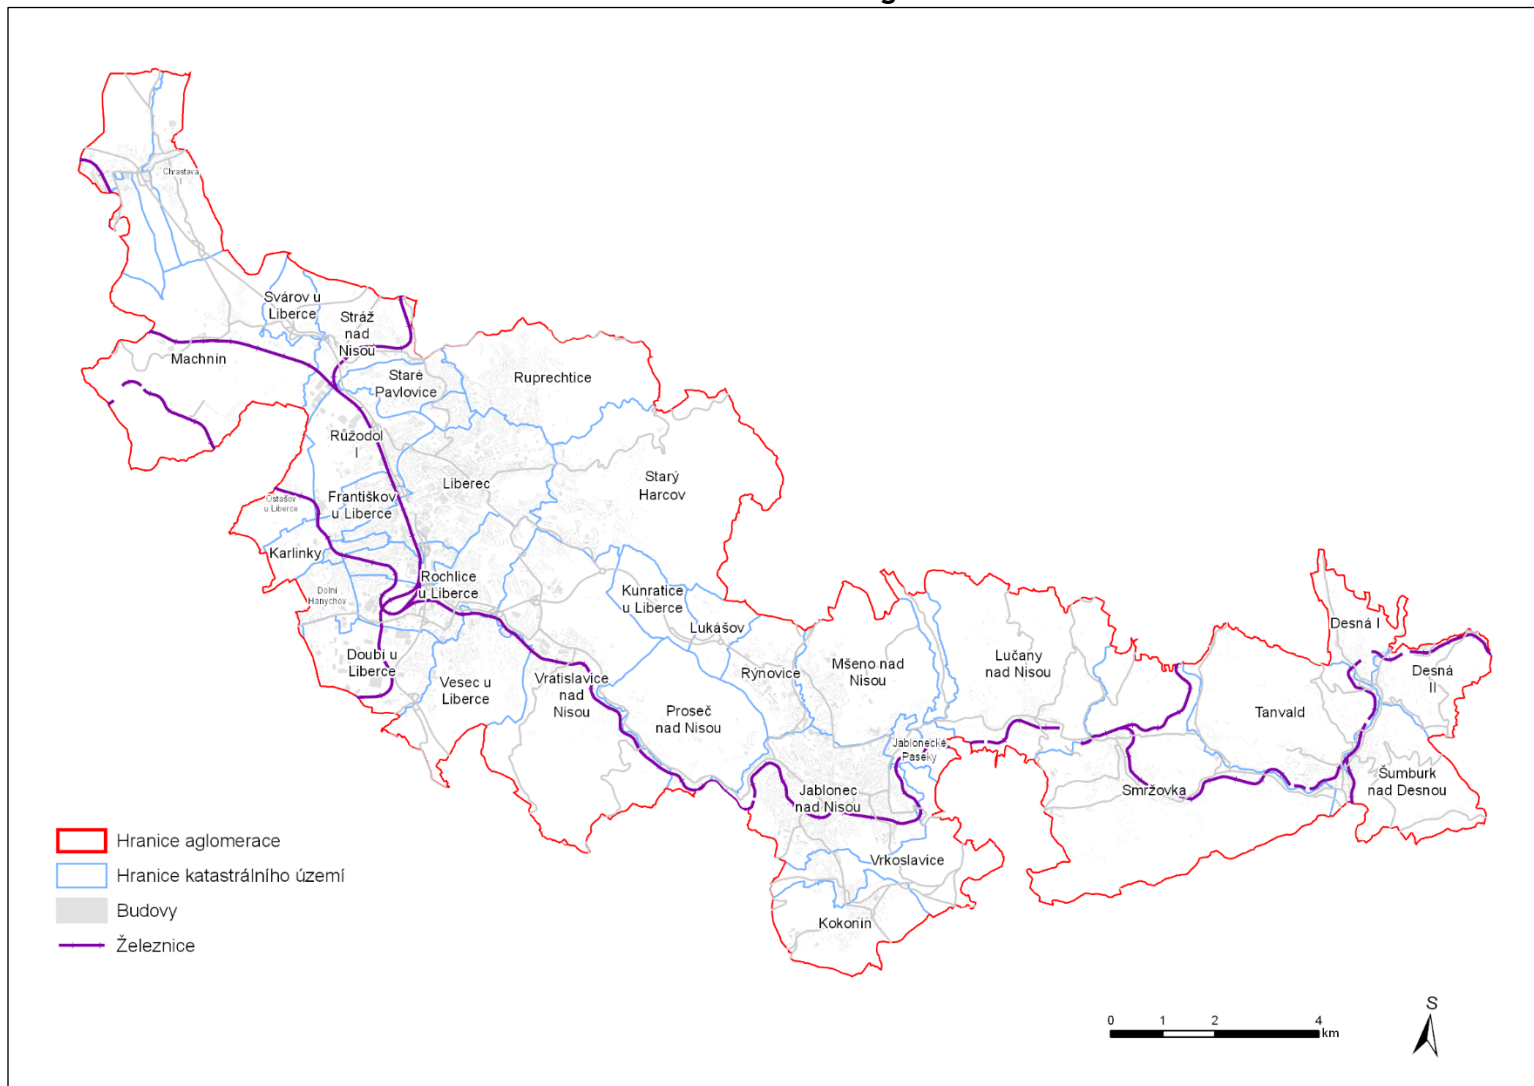 Chrastava
I
Svárov u
Liberce
Stráž
nad
Nisou
Machnín
Staré
Pavlovice
Ruprechtice
Růžodol
I
Liberec
Starý
Harcov
Ostašov
u Liberce
Františkov
u Liberce
Karlinky
Rochlice
u Liberce
Dolní
Hanychov
Kunratice
u Liberce
Lukášov
Desná I
Doubí u
Liberce
Vesec u
Liberce
Vratislavice
nad
Nisou
Rýnovice
Mšeno nad
Nisou
Lučany
nad Nisou
Desná
II
Proseč
nad Nisou
Tanvald
Jablonecké
Paseky
Jablonec
nad Nisou
Smržovka
Šumburk
nad Desnou
Vrkoslavice
Kokonín
Hranice aglomerace
Hranice katastrálního území
Budovy
Železnice
0 1 2 4
km
S